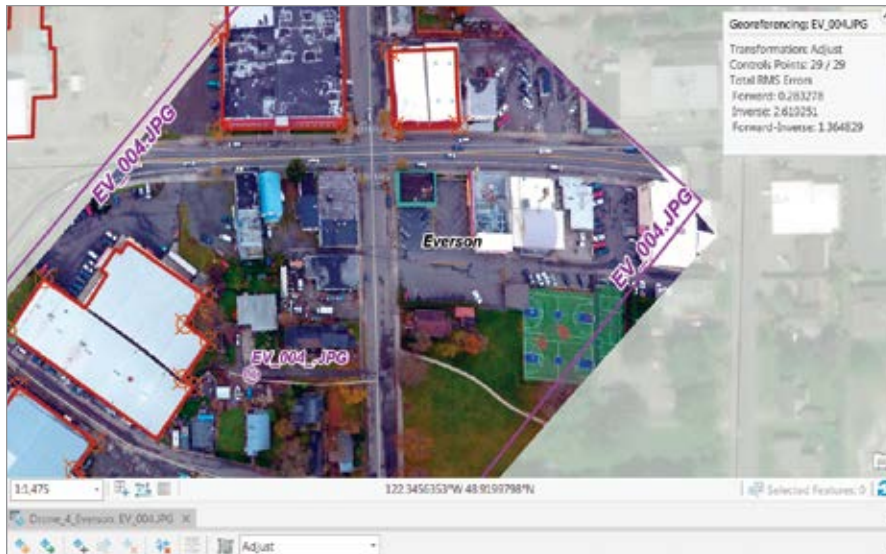 Georeferencing: EV_004.JPG
Transformation: Adjust
Controls Points: 29 / 29
Total RMS Errors
Forward: 0.283278
Inverse: 2.619251
Forward-Inverse: 1.364829
EV_004.JPG
EV_004.JPG
Everson
EV_004_.JPG
1:1,475
122.3456353°W 48.9199798°N
Selected Features: 0
Drone_4_Everson: EV_004.JPG
Adjust